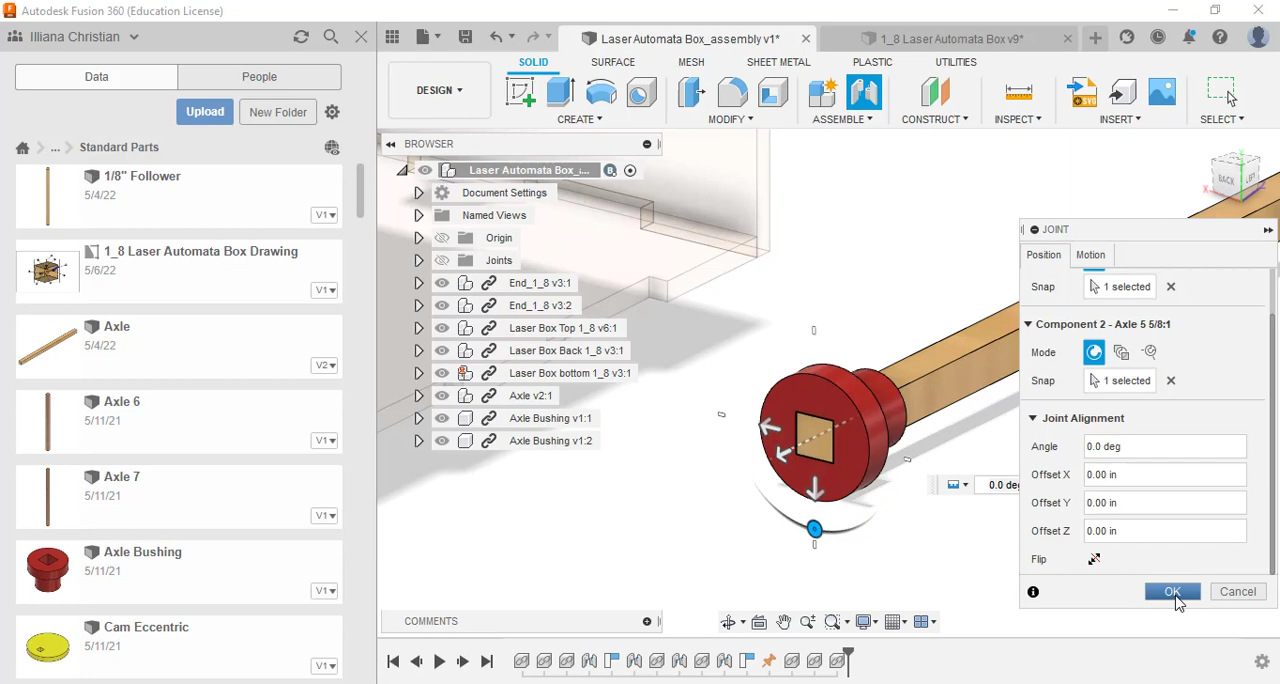 Autodesk Fusion 360 (Education License)
Illiana Christian
Laser Automata Box_assembly v1*
1_8 Laser Automata Box v9*
Data
People
Upload
New Folder
...
Standard Parts
1/8" Follower
5/4/22
V1
1_8 Laser Automata Box Drawing
5/6/22
V1
Axle
5/4/22
V2
Axle 6
5/11/21
V1
Axle 7
5/11/21
V1
Axle Bushing
5/11/21
V1
Cam Eccentric
5/11/21
V1
DESIGN
SOLID
SURFACE
MESH
SHEET METAL
PLASTIC
UTILITIES
CREATE
MODIFY
ASSEMBLE
CONSTRUCT
INSPECT
INSERT
SELECT
BROWSER
Laser Automata Box_i...
Document Settings
Named Views
Origin
Joints
End_1_8 v3:1
End_1_8 v3:2
Laser Box Top 1_8 v6:1
Laser Box Back 1_8 v3:1
Laser Box bottom 1_8 v3:1
Axle v2:1
Axle Bushing v1:1
Axle Bushing v1:2
BACK
LEFT
X
Y
Z
0.0 deg
JOINT
Position
Motion
Snap
1 selected
Component 2 - Axle 5 5/8:1
Mode
Snap
1 selected
Joint Alignment
Angle
0.0 deg
Offset X
0.00 in
Offset Y
0.00 in
Offset Z
0.00 in
Flip
OK
Cancel
COMMENTS